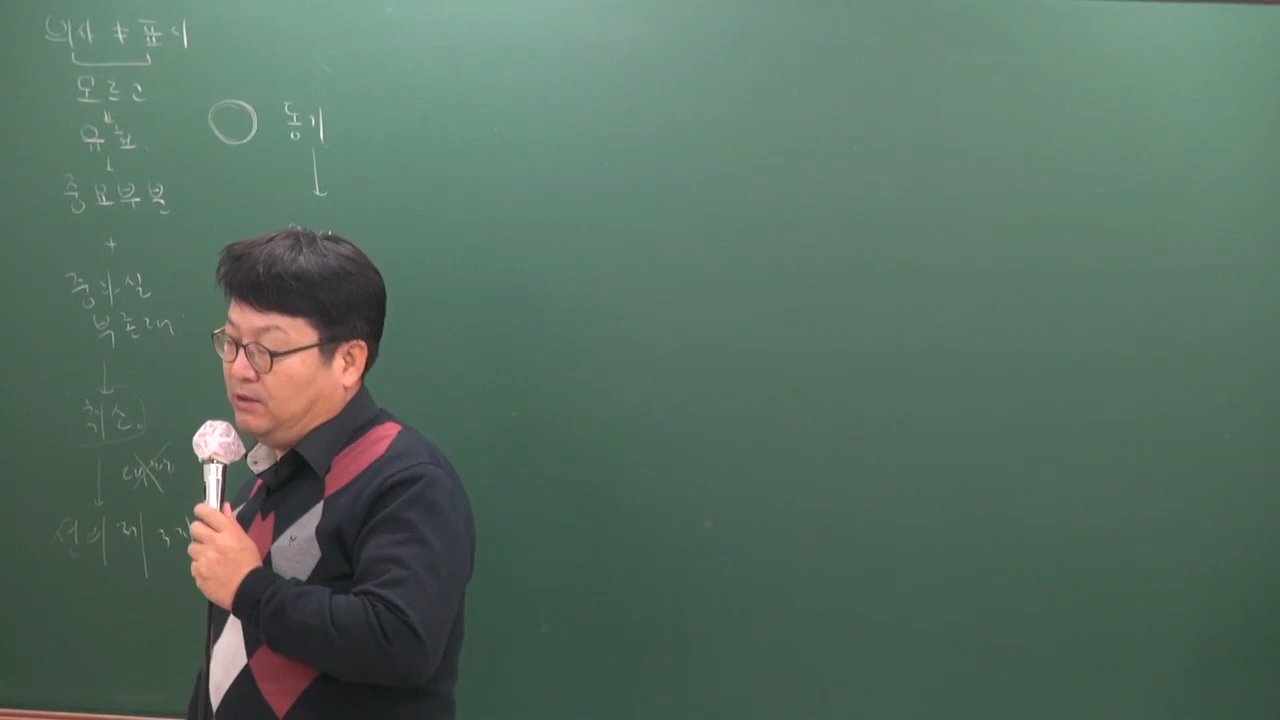 의사 ≠ 표시
모르고
유효
중요부분
+
중과실
부존재
취소
선의 제3자
동기